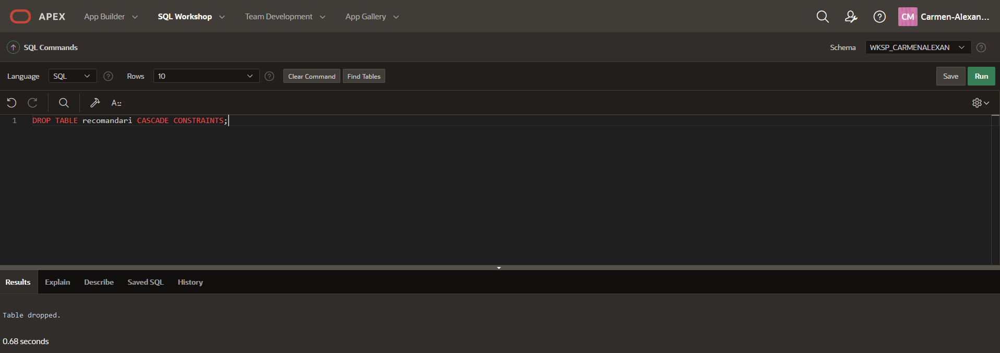 APEX App Builder SQL Workshop Team Development App Gallery CM Carmen-Alexan...
SQL Commands Schema WKSP_CARMENALEXAN
Language SQL Rows 10 Clear Command Find Tables Save Run
A
1 DROP TABLE recomandari CASCADE CONSTRAINTS;
Results Explain Describe Saved SQL History
Table dropped.
0.68 seconds